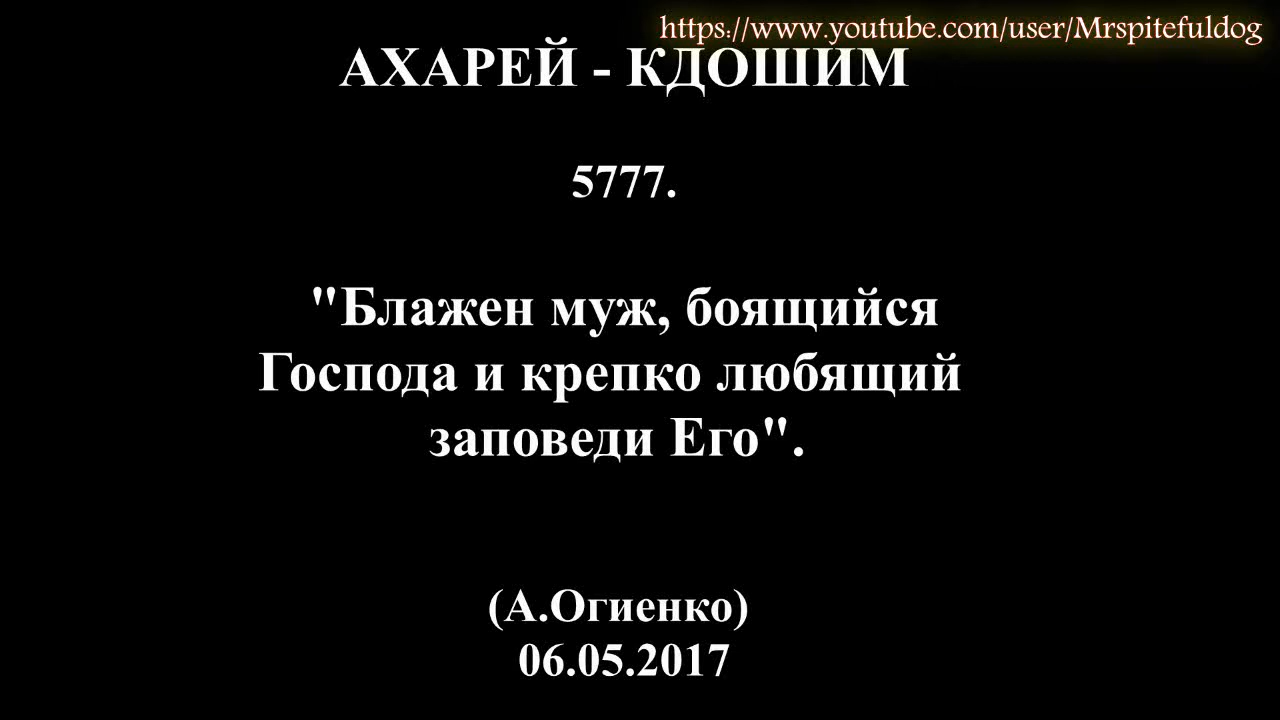 https://www.youtube.com/user/Mrspitefuldog
АХАРЕЙ - КДОШИМ
5777.
"Блажен муж, боящийся
Господа и крепко любящий
заповеди Его".
(А.Огиенко)
06.05.2017